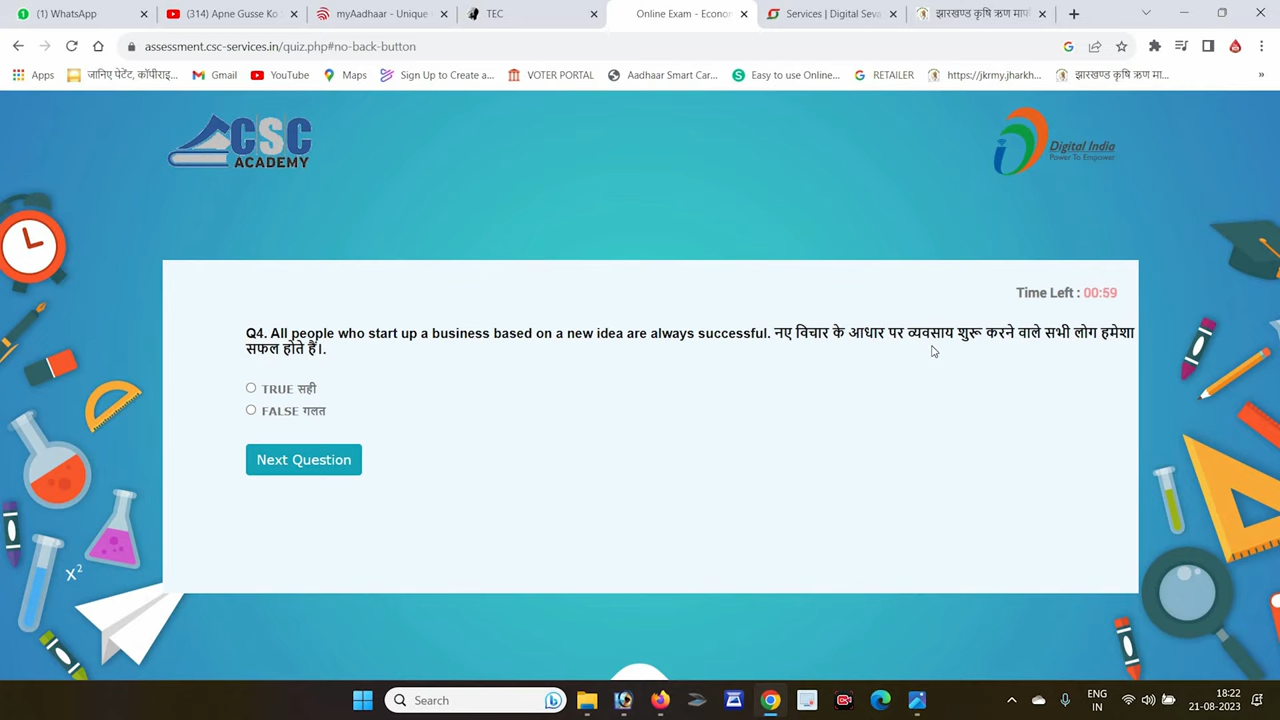 (1) WhatsApp
(314) Apne Gusse Ko
myAadhaar - Unique
TEC
Online Exam - Econo
Services | Digital Seva
झारखण्ड कृषि ऋण माफ
assessment.csc-services.in/quiz.php#no-back-button
Apps
जानिए पेटेंट, कॉपीराइ...
Gmail
YouTube
Maps
Sign Up to Create a...
VOTER PORTAL
Aadhaar Smart Car...
Easy to use Online...
RETAILER
https://jkrmy.jharkh...
झारखण्ड कृषि ऋण मा...
»
CSC
ACADEMY
Digital India
Power To Empower
Time Left : 00:59
Q4. All people who start up a business based on a new idea are always successful. नए विचार के आधार पर व्यवसाय शुरू करने वाले सभी लोग हमेशा
सफल होते हैं।.
TRUE सही
FALSE गलत
Next Question
x²
Search
ENG
IN
18:22
21-08-2023